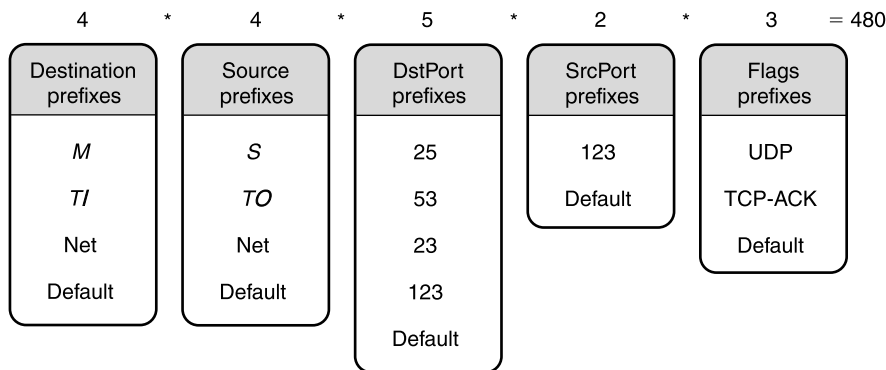 4 * 4 * 5 * 2 * 3 = 480
Destination prefixes
M
TI
Net
Default
Source prefixes
S
TO
Net
Default
DstPort prefixes
25
53
23
123
Default
SrcPort prefixes
123
Default
Flags prefixes
UDP
TCP-ACK
Default